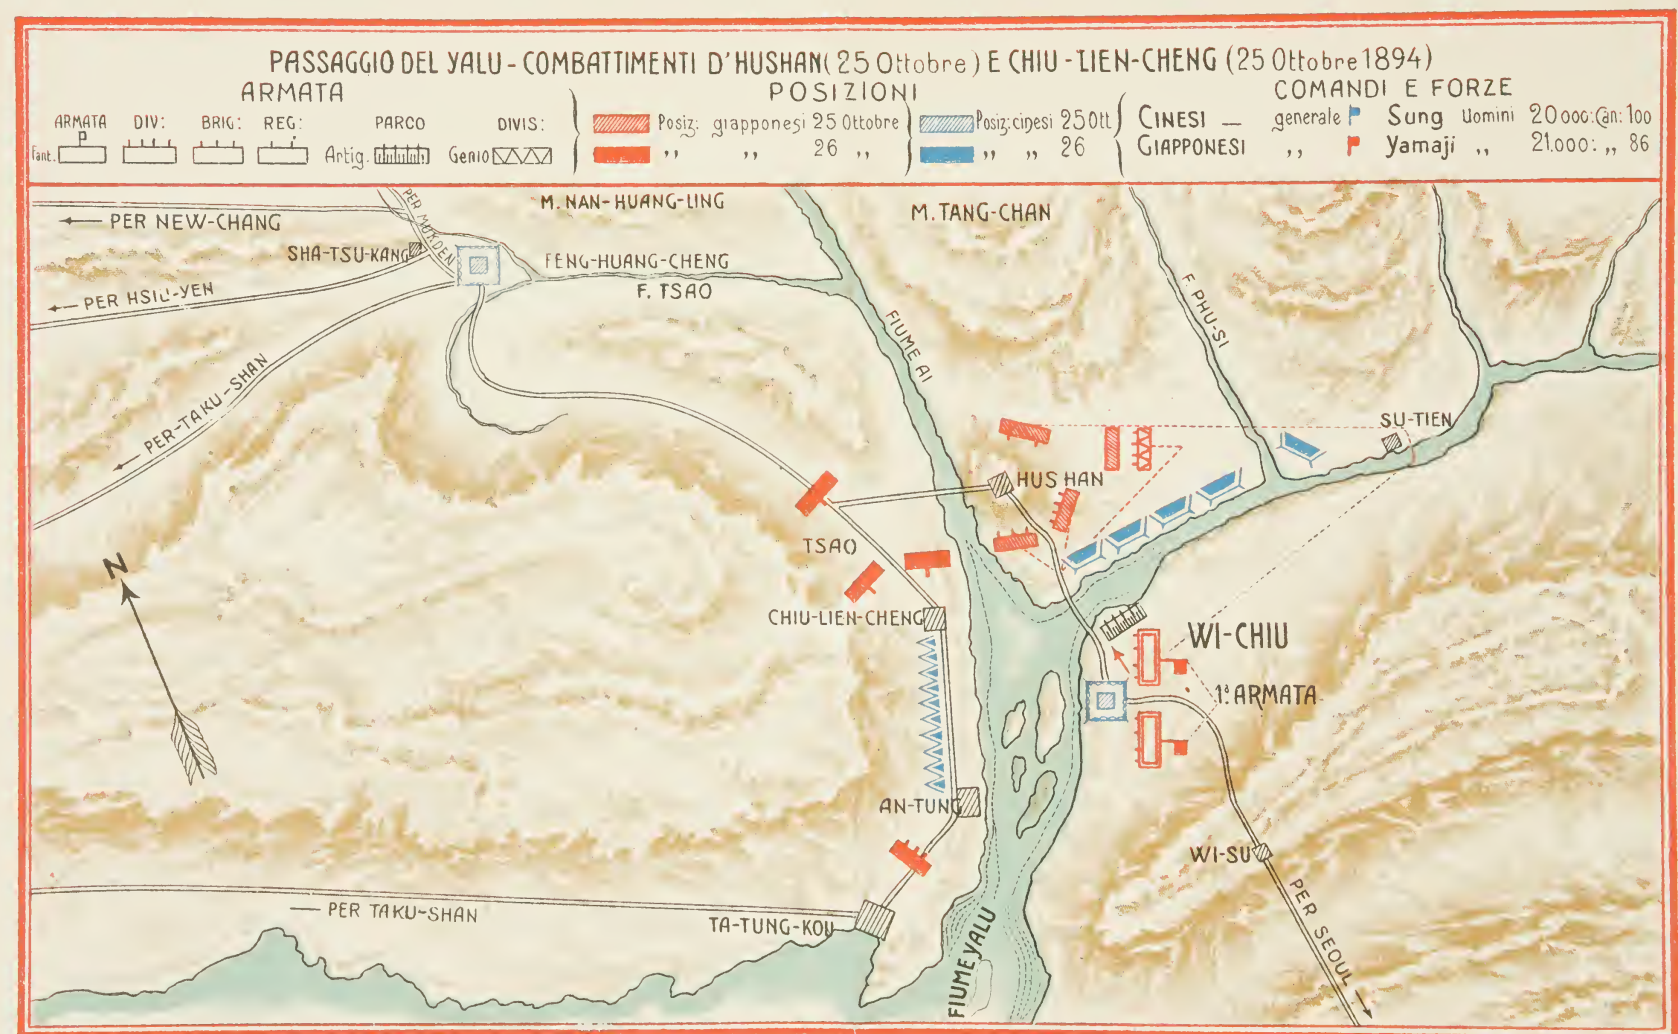 PASSAGGIO DEL YALU - COMBATTIMENTI D'HUSHAN (25 Ottobre) E CHIU-LIEN-CHENG (25 Ottobre 1894)
ARMATA
ARMATA DIV: BRIG: REG: PARCO DIVIS:
Fant. Artig. Genio
POSIZIONI
Posiz: giapponesi 25 Ottobre
,, ,, 26 ,,
Posiz: cinesi 25 Ott
,, ,, 26
COMANDI E FORZE
CINESI — generale Sung Uomini 20000: Can: 100
GIAPPONESI ,, Yamaji ,, 21.000: ,, 86
PER NEW-CHANG
PER MUKDEN
M. NAN-HUANG-LING
M. TANG-CHAN
SHA-TSU-KANG
FENG-HUANG-CHENG
F. TSAO
PER HSIU-YEN
FIUME AI
F. PHU-SI
PER-TAKU-SHAN
SU-TIEN
HUSHAN
N
TSAO
CHIU-LIEN-CHENG
WI-CHIU
1ª ARMATA
AN-TUNG
WI-SU
PER SEOUL
PER TAKU-SHAN
TA-TUNG-KOU
FIUME YALU